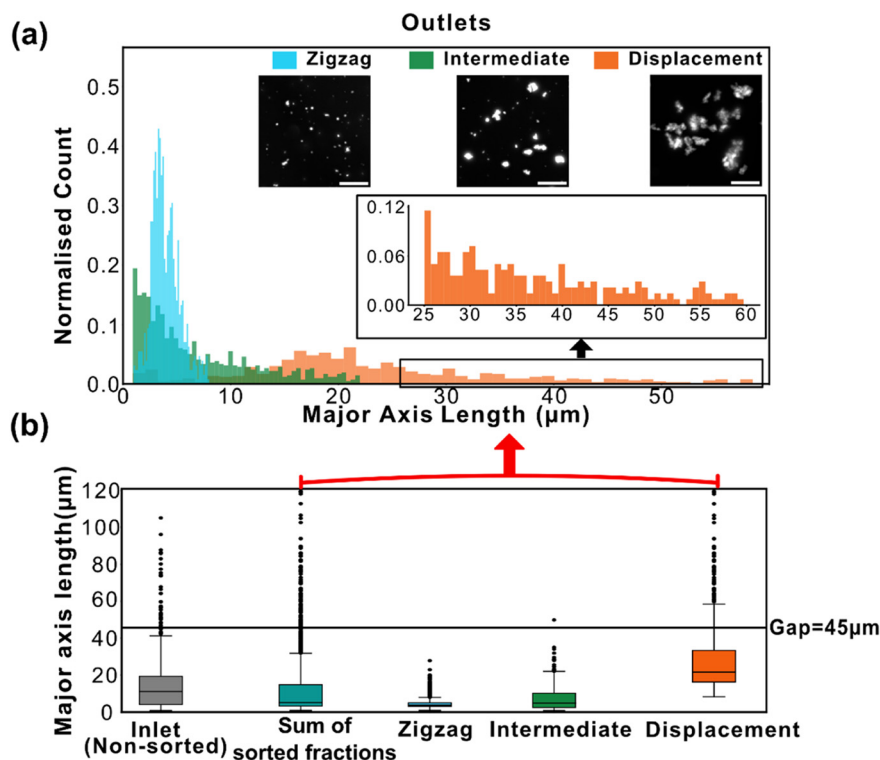 Outlets
(a)
Zigzag Intermediate Displacement
Normalised Count
0.5
0.4
0.3
0.2
0.1
0.0
0 10 20 30 40 50
Major Axis Length (µm)
0.12
0.06
0.00
25 30 35 40 45 50 55 60
(b)
Major axis length(µm)
120
100
80
60
40
20
0
Gap=45µm
Inlet
(Non-sorted)
Sum of
sorted fractions
Zigzag
Intermediate
Displacement